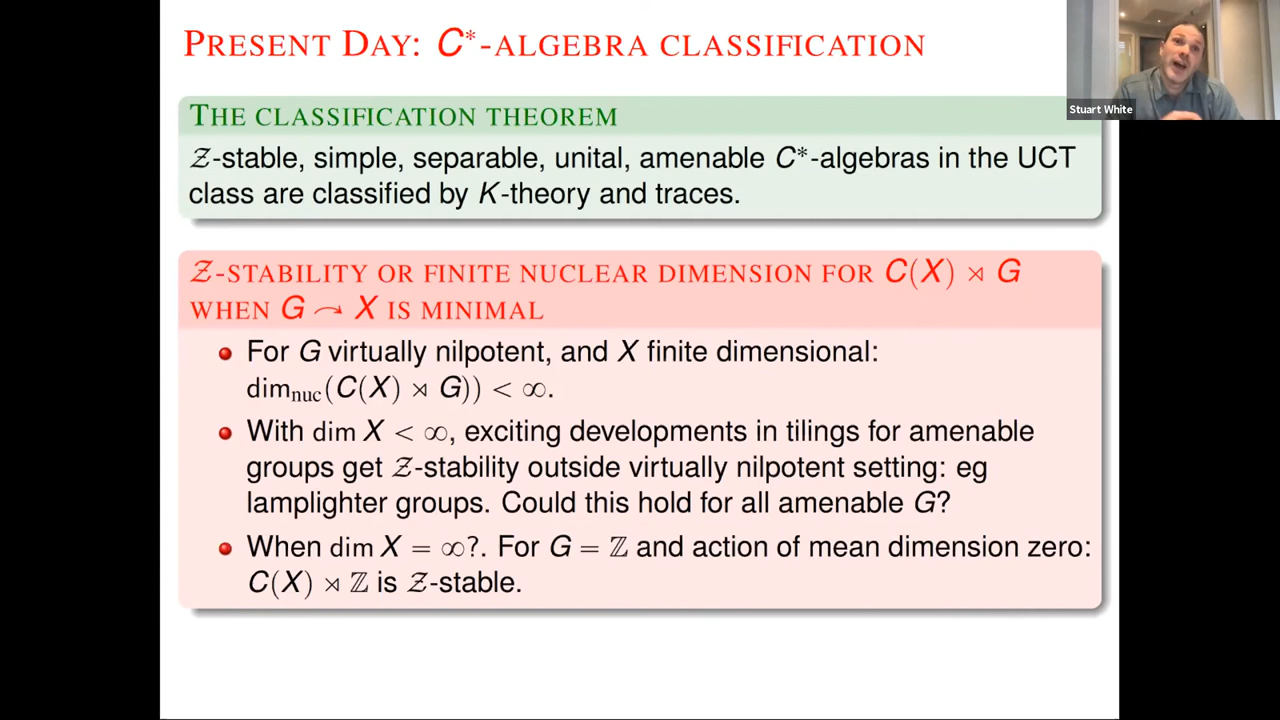 PRESENT DAY: C*-ALGEBRA CLASSIFICATION
Stuart White
THE CLASSIFICATION THEOREM
𝒵-stable, simple, separable, unital, amenable C*-algebras in the UCT
class are classified by K-theory and traces.
𝒵-STABILITY OR FINITE NUCLEAR DIMENSION FOR C(X) ⋊ G
WHEN G ↷ X IS MINIMAL
For G virtually nilpotent, and X finite dimensional:
dim_nuc(C(X) ⋊ G)) < ∞.
With dim X < ∞, exciting developments in tilings for amenable
groups get 𝒵-stability outside virtually nilpotent setting: eg
lamplighter groups. Could this hold for all amenable G?
When dim X = ∞?. For G = ℤ and action of mean dimension zero:
C(X) ⋊ ℤ is 𝒵-stable.